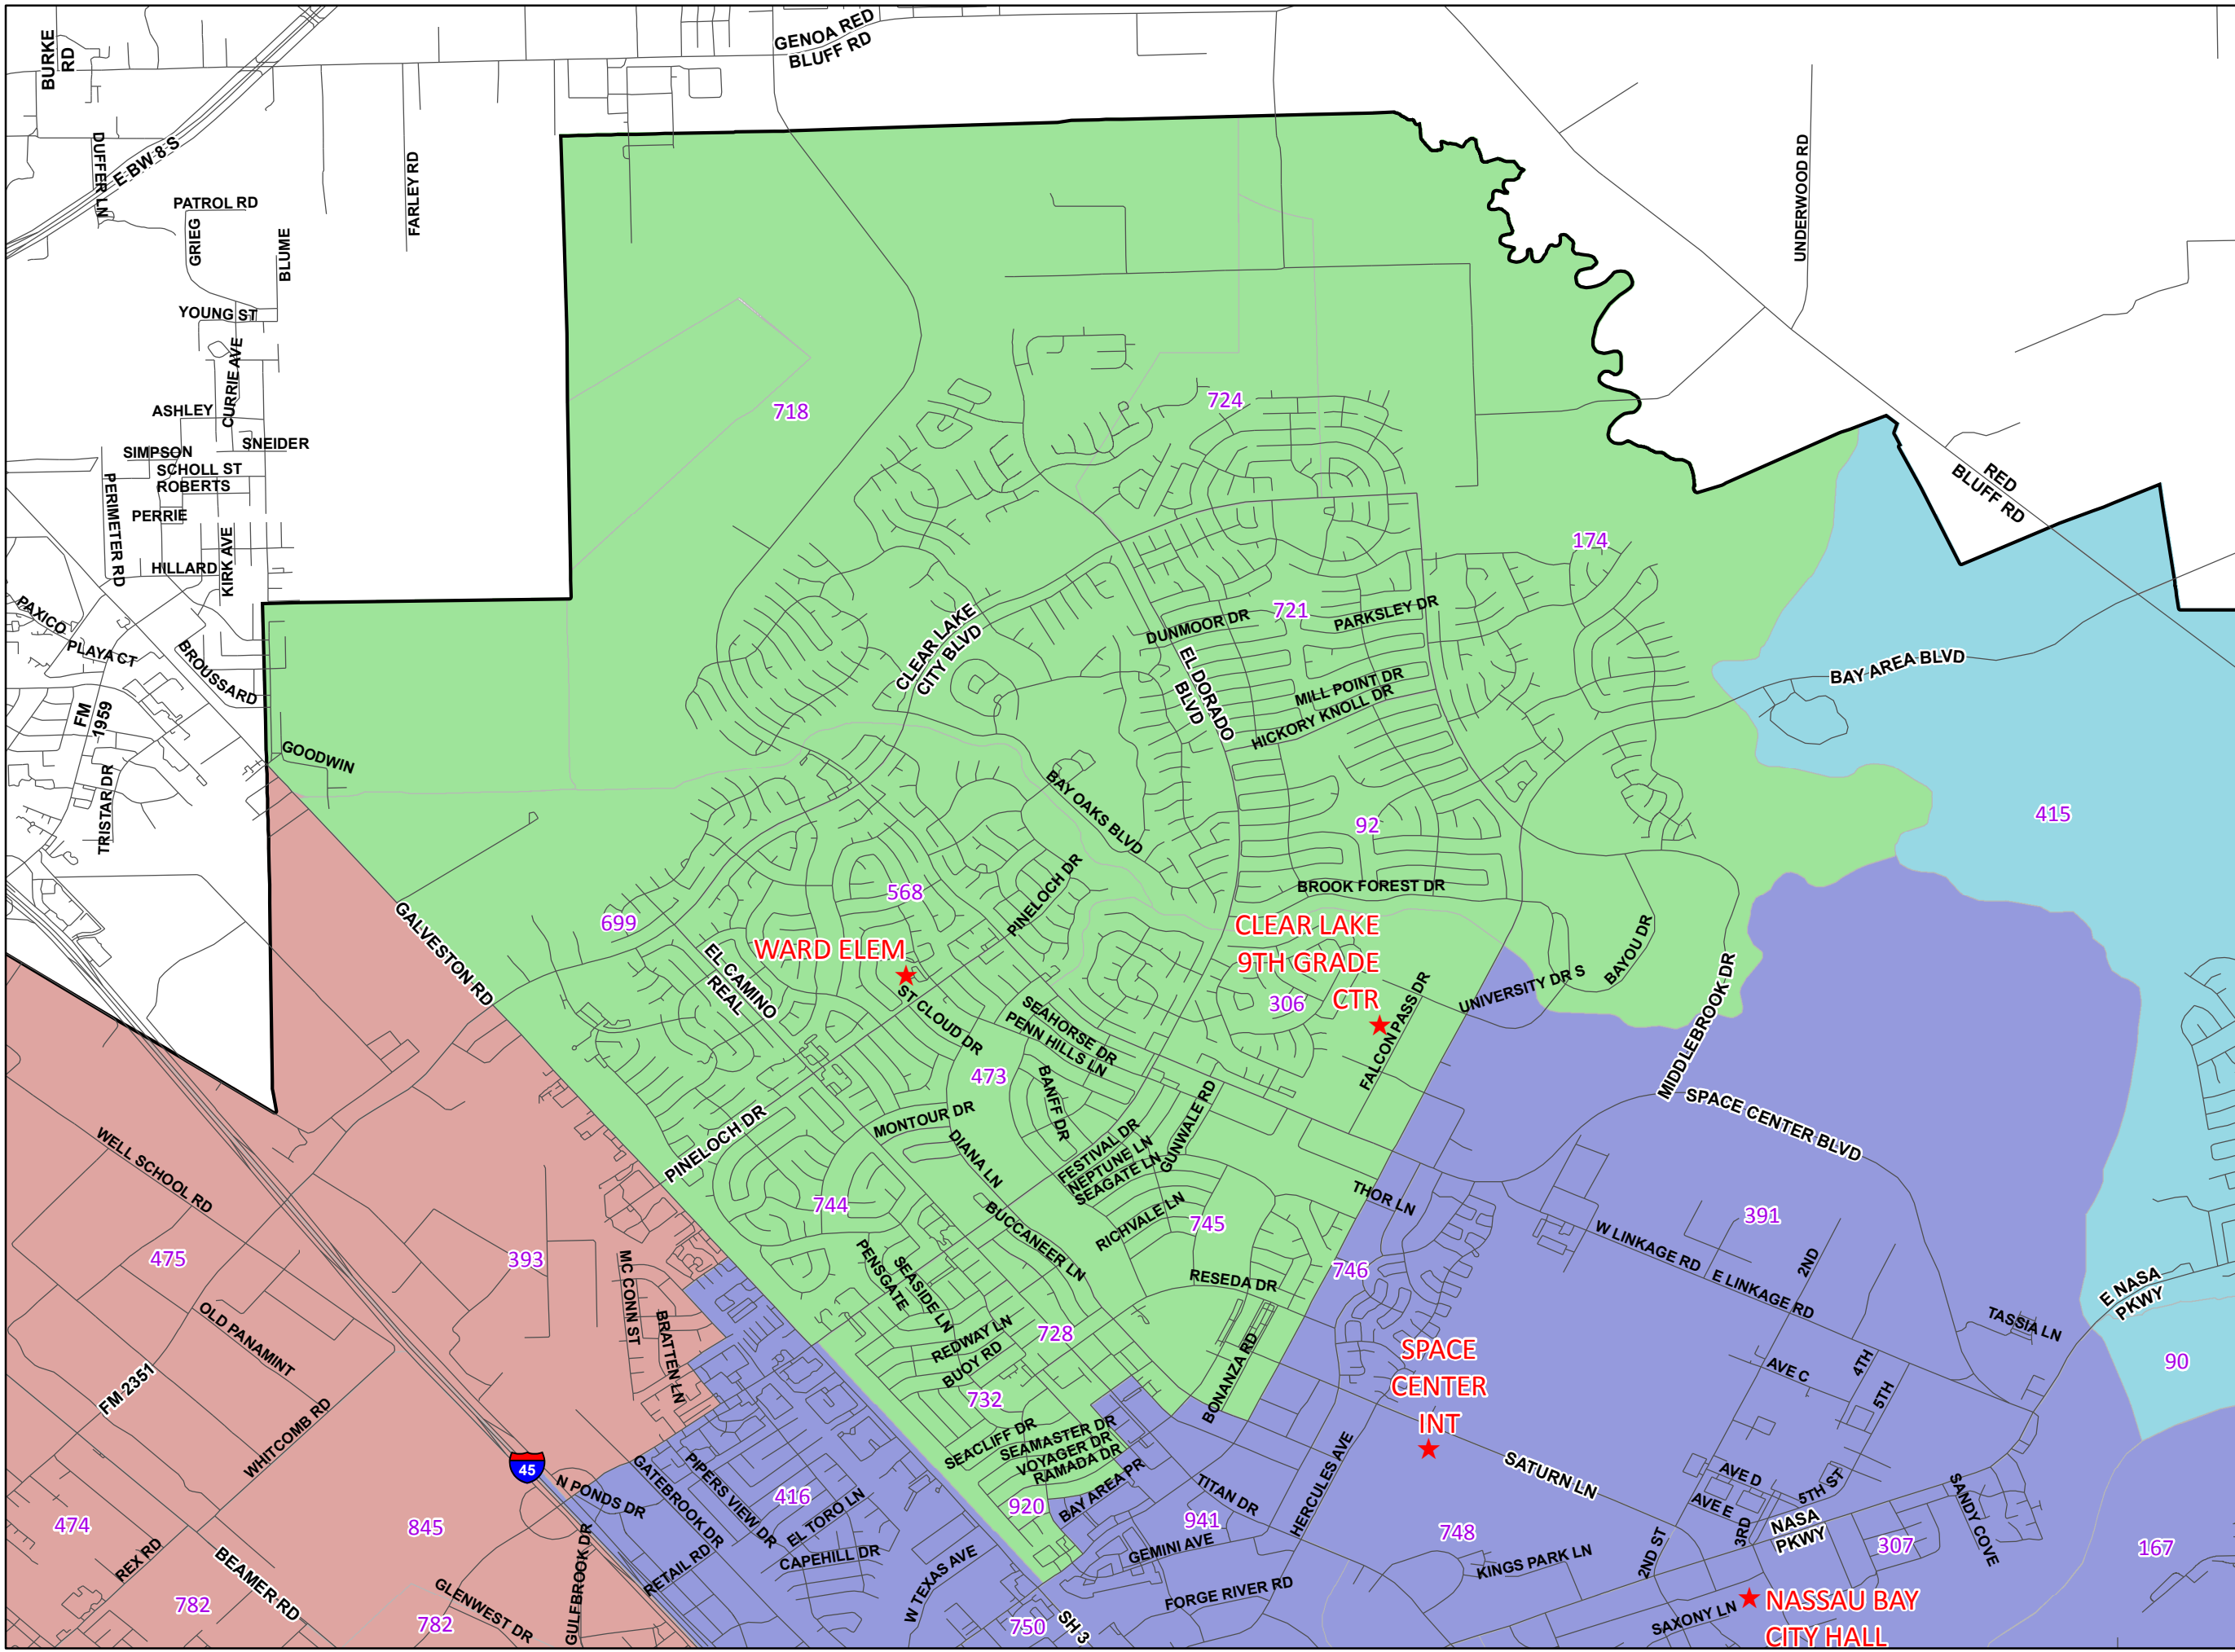 BURKE
RD
GENOA RED
BLUFF RD
DUFFER LN
E BW 8 S
PATROL RD
GRIEG
BLUME
FARLEY RD
UNDERWOOD RD
YOUNG ST
CURRIE AVE
ASHLEY
SNEIDER
SIMPSON
SCHOLL ST
ROBERTS
PERIMETER RD
PERRIE
KIRK AVE
HILLARD
718
724
174
RED
BLUFF RD
PAXICO
PLAYA CT
BROUSSARD
FM
1959
TRISTAR DR
GOODWIN
CLEAR LAKE
CITY BLVD
DUNMOOR DR
721
PARKSLEY DR
EL DORADO
BLVD
MILL POINT DR
HICKORY KNOLL DR
BAY AREA BLVD
415
BAY OAKS BLVD
92
BROOK FOREST DR
568
699
PINELOCH DR
GALVESTON RD
EL CAMINO
REAL
WARD ELEM
ST CLOUD DR
CLEAR LAKE
9TH GRADE
CTR
306
FALCON PASS DR
UNIVERSITY DR S
BAYOU DR
MIDDLEBROOK DR
SEAHORSE DR
PENN HILLS LN
473
BANFF DR
MONTOUR DR
DIANA LN
PINELOCH DR
FESTIVAL DR
NEPTUNE LN
SEAGATE LN
GUNWALE RD
SPACE CENTER BLVD
WELL SCHOOL RD
475
393
MC CONN ST
BRATTEN LN
744
PENSGATE
SEASIDE LN
BUCCANEER LN
RICHVALE LN
745
THOR LN
746
RESEDA DR
391
W LINKAGE RD
E LINKAGE RD
2ND
E NASA
PKWY
TASSIA LN
90
OLD PANAMINT
FM 2351
WHITCOMB RD
REDWAY LN
BUOY RD
728
732
BONANZA RD
SPACE
CENTER
INT
AVE C
4TH
5TH
SEACLIFF DR
SEAMASTER DR
VOYAGER DR
RAMADA DR
BAY AREA PR
920
45
N PONDS DR
GATEBROOK DR
PIPERS VIEW DR
416
EL TORO LN
CAPEHILL DR
RETAIL RD
W TEXAS AVE
TITAN DR
HERCULES AVE
941
GEMINI AVE
SATURN LN
748
KINGS PARK LN
FORGE RIVER RD
AVE D
AVE E
5TH ST
3RD
2ND ST
NASA
PKWY
307
SANDY COVE
167
474
845
REX RD
BEAMER RD
782
GLENWEST DR
782
GULFBROOK DR
750
SH 3
SAXONY LN
NASSAU BAY
CITY HALL